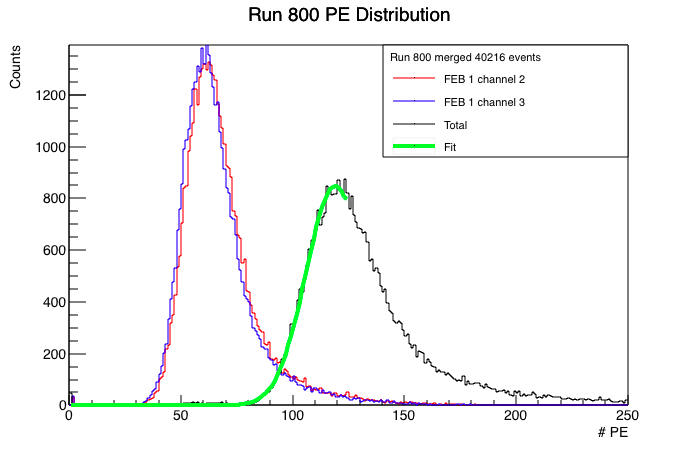 Run 800 PE Distribution
Counts
Run 800 merged 40216 events
FEB 1 channel 2
FEB 1 channel 3
Total
Fit
1200
1000
800
600
400
200
0
0 50 100 150 200 250
# PE